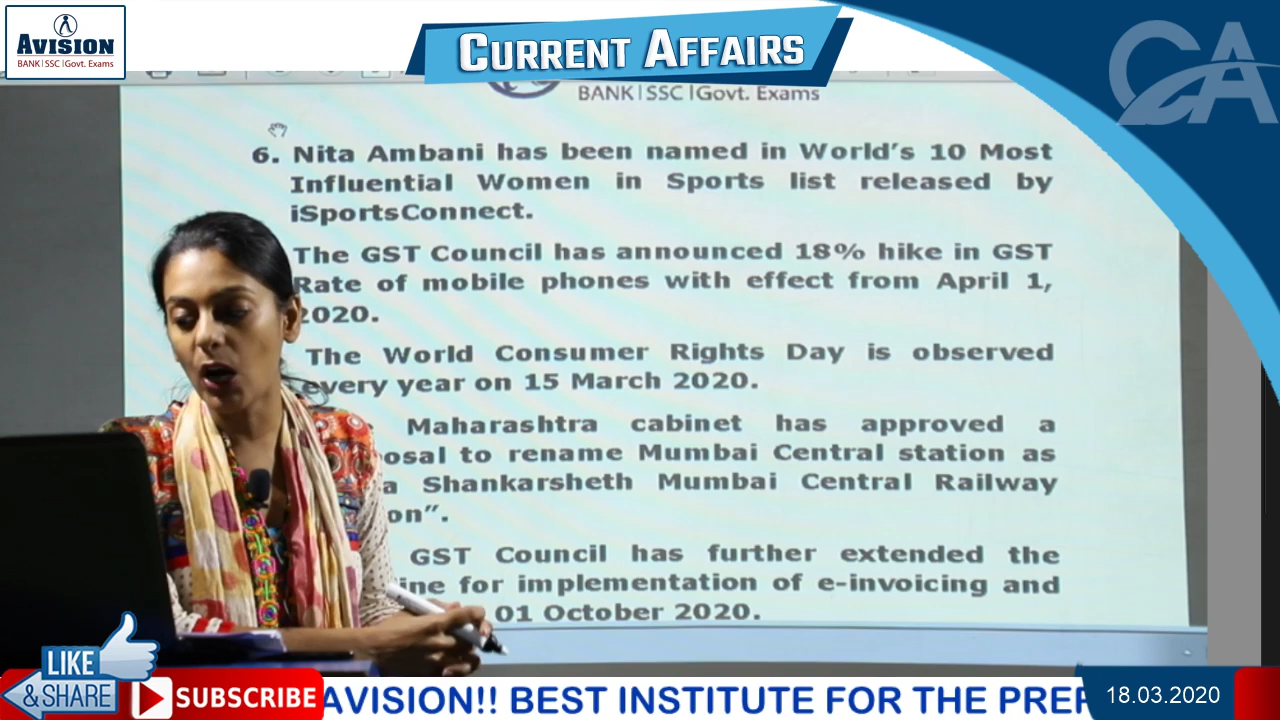 AVISION
BANK|SSC|Govt. Exams
CURRENT AFFAIRS
CA
BANK|SSC|Govt. Exams
6. Nita Ambani has been named in World's 10 Most
Influential Women in Sports list released by
iSportsConnect.
The GST Council has announced 18% hike in GST
Rate of mobile phones with effect from April 1,
2020.
The World Consumer Rights Day is observed
every year on 15 March 2020.
Maharashtra cabinet has approved a
to rename Mumbai Central station as
Shankarsheth Mumbai Central Railway
GST Council has further extended the
for implementation of e-invoicing and
01 October 2020.
LIKE
& SHARE
SUBSCRIBE
AVISION!! BEST INSTITUTE FOR THE PREP
18.03.2020